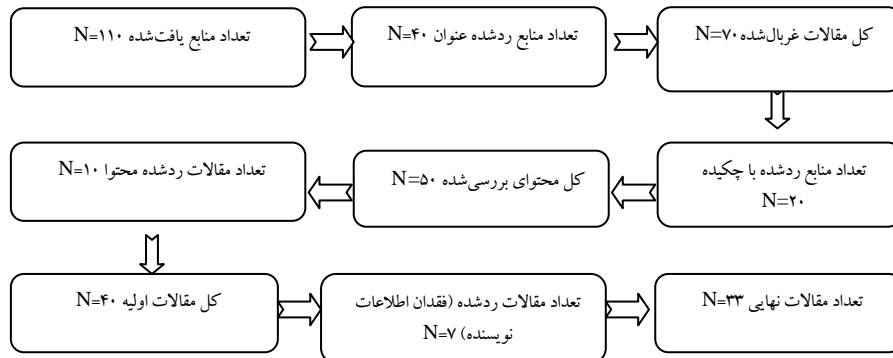 تعداد منابع یافت‌شده N=۱۱۰
تعداد منابع ردشده عنوان N=۴۰
کل مقالات غربال‌شده N=۷۰
تعداد منابع ردشده با چکیده
N=۲۰
کل محتوای بررسی‌شده N=۵۰
تعداد مقالات ردشده محتوا N=۱۰
کل مقالات اولیه N=۴۰
تعداد مقالات ردشده (فقدان اطلاعات
نویسنده) N=۷
تعداد مقالات نهایی N=۳۳